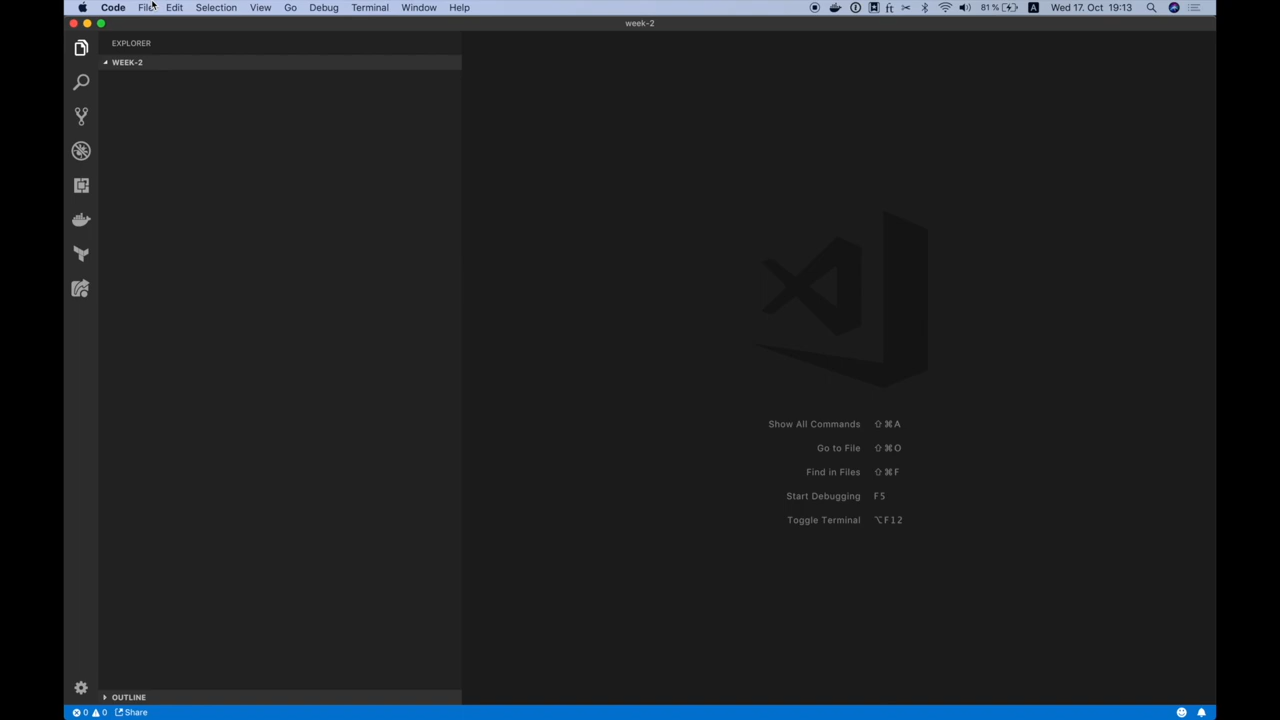 Code File Edit Selection View Go Debug Terminal Window Help 81% A Wed 17. Oct 19:13
week-2
EXPLORER
WEEK-2
Show All Commands ⇧⌘A
Go to File ⇧⌘O
Find in Files ⇧⌘F
Start Debugging F5
Toggle Terminal ⌥F12
OUTLINE
0 0 Share